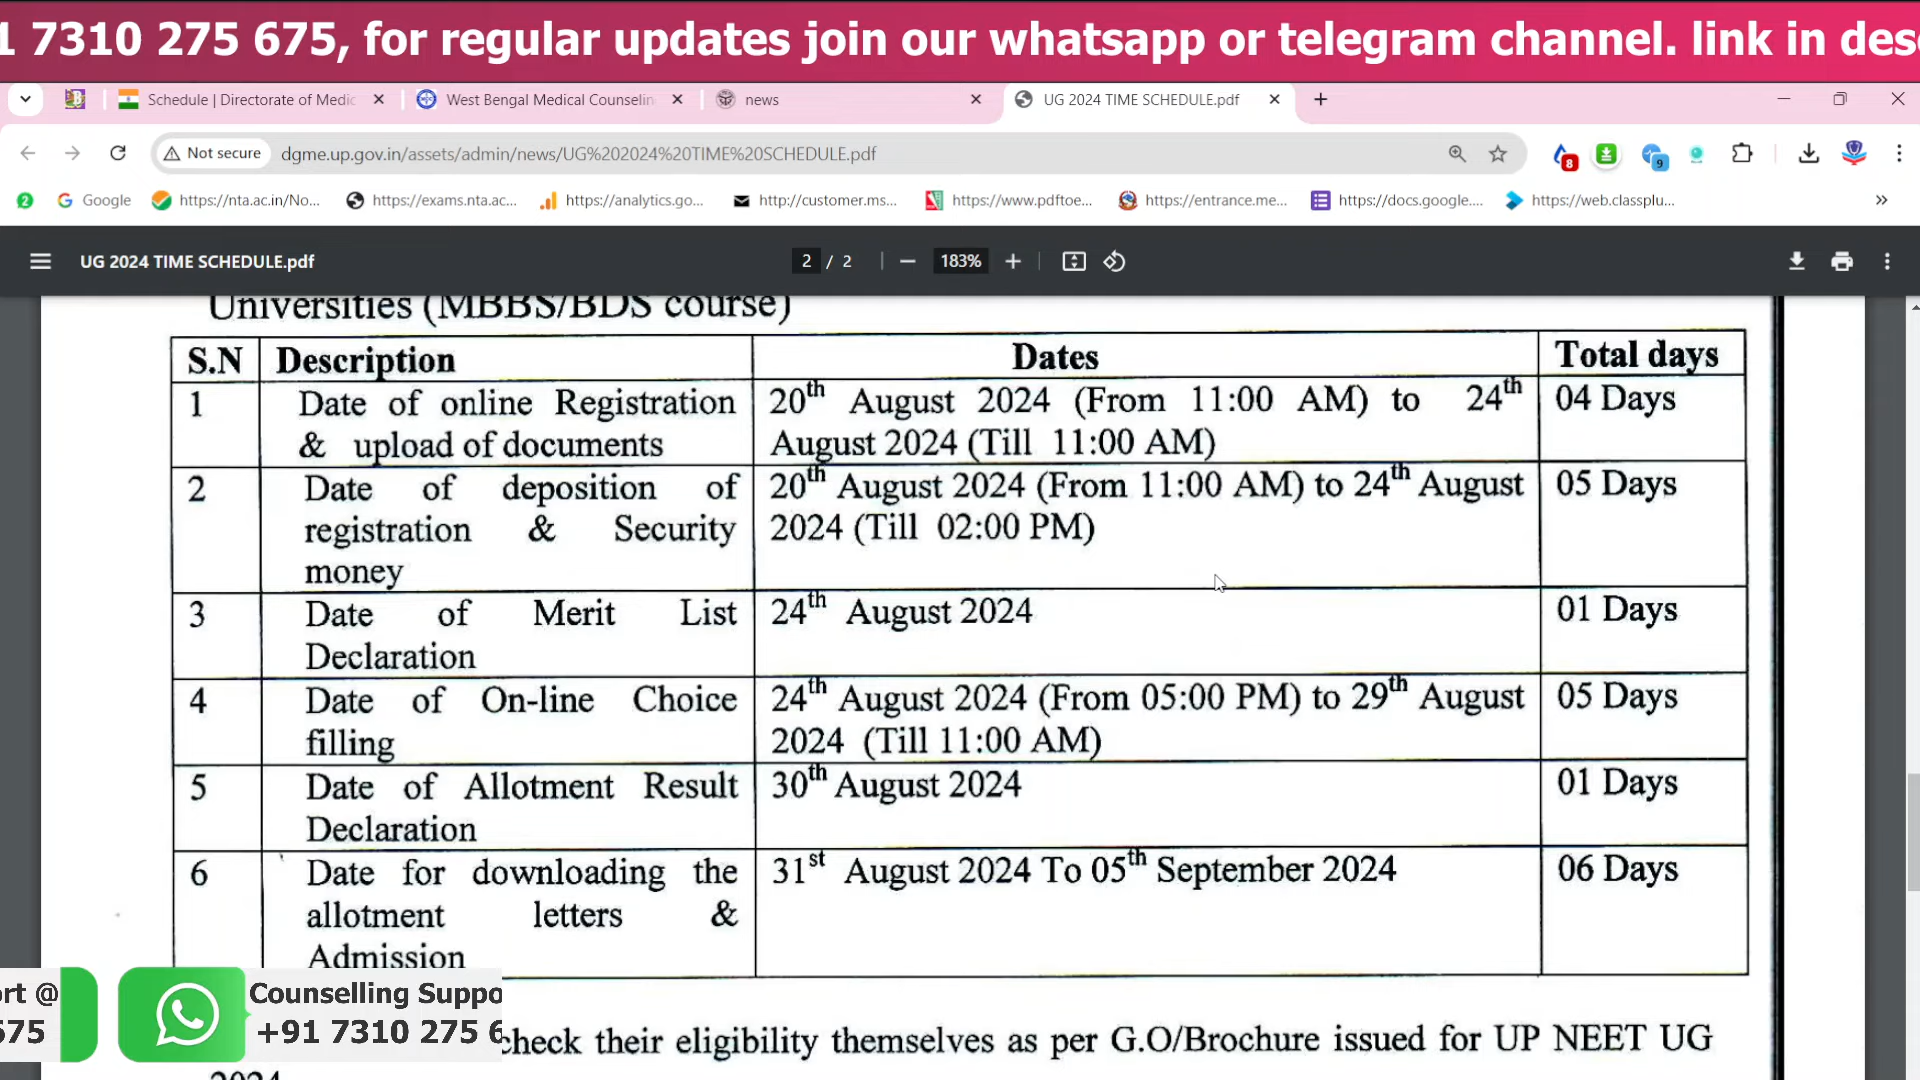 1 7310 275 675, for regular updates join our whatsapp or telegram channel. link in des
Schedule | Directorate of Medic
West Bengal Medical Counselin
news
UG 2024 TIME SCHEDULE.pdf
Not secure
dgme.up.gov.in/assets/admin/news/UG%202024%20TIME%20SCHEDULE.pdf
8
9
2
Google
https://nta.ac.in/No...
https://exams.nta.ac...
https://analytics.go...
http://customer.ms...
https://www.pdftoe...
https://entrance.me...
https://docs.google....
https://web.classplu...
»
UG 2024 TIME SCHEDULE.pdf
2 / 2
183%
Universities (MBBS/BDS course)
S.N Description Dates Total days
1 Date of online Registration 20th August 2024 (From 11:00 AM) to 24th 04 Days
& upload of documents August 2024 (Till 11:00 AM)
2 Date of deposition of 20th August 2024 (From 11:00 AM) to 24th August 05 Days
registration & Security 2024 (Till 02:00 PM)
money
3 Date of Merit List 24th August 2024 01 Days
Declaration
4 Date of On-line Choice 24th August 2024 (From 05:00 PM) to 29th August 05 Days
filling 2024 (Till 11:00 AM)
5 Date of Allotment Result 30th August 2024 01 Days
Declaration
6 Date for downloading the 31st August 2024 To 05th September 2024 06 Days
allotment letters &
Admission
ort @
675
Counselling Suppo
+91 7310 275 6
check their eligibility themselves as per G.O/Brochure issued for UP NEET UG
2024